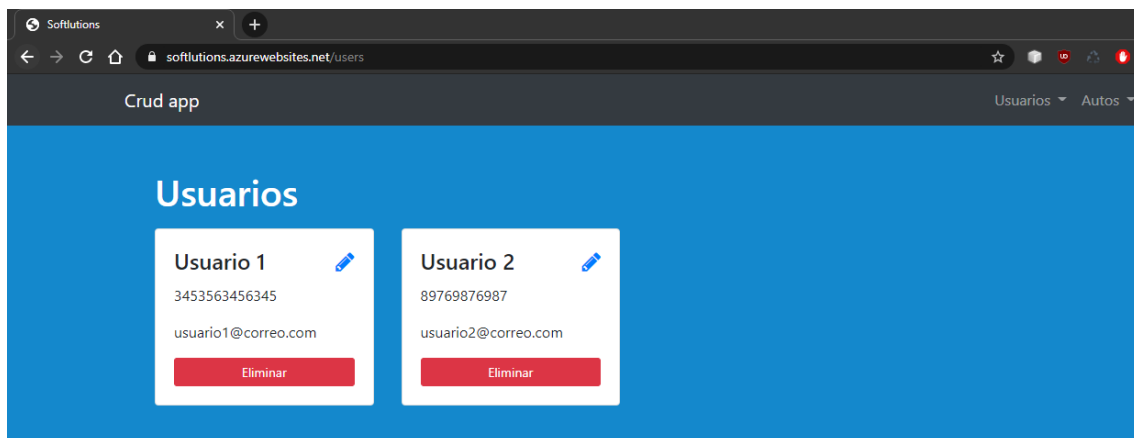 Softlutions
softlutions.azurewebsites.net/users
Crud app
Usuarios
Autos
Usuarios
Usuario 1
3453563456345
usuario1@correo.com
Eliminar
Usuario 2
89769876987
usuario2@correo.com
Eliminar